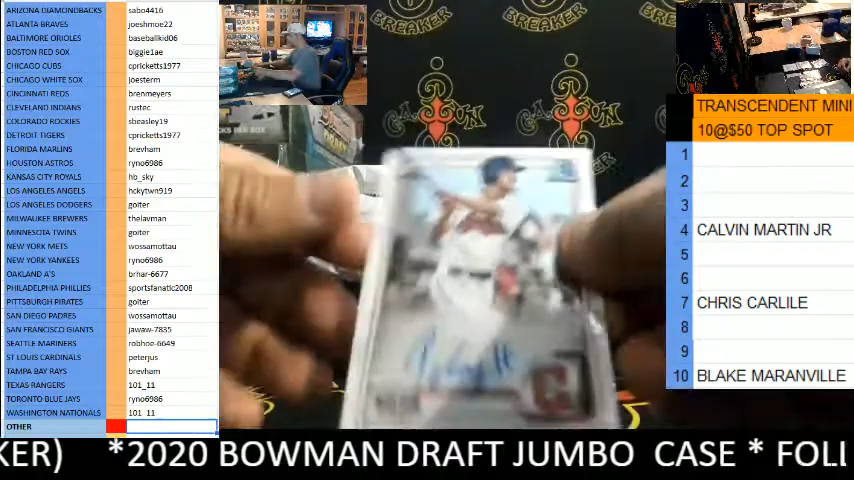 ARIZONA DIAMONDBACKS sabo4416
ATLANTA BRAVES joeshmoe22
BALTIMORE ORIOLES baseballkid06
BOSTON RED SOX biggie1ae
CHICAGO CUBS cpricketts1977
CHICAGO WHITE SOX joesterm
CINCINNATI REDS brenmeyers
CLEVELAND INDIANS rustec
COLORADO ROCKIES sbeasley19
DETROIT TIGERS cpricketts1977
FLORIDA MARLINS brevham
HOUSTON ASTROS ryno6986
KANSAS CITY ROYALS hb_sky
LOS ANGELES ANGELS hckytwn919
LOS ANGELES DODGERS golter
MILWAUKEE BREWERS thelavman
MINNESOTA TWINS golter
NEW YORK METS wossamottau
NEW YORK YANKEES ryno6986
OAKLAND A'S brhar-6677
PHILADELPHIA PHILLIES sportsfanatic2008
PITTSBURGH PIRATES golter
SAN DIEGO PADRES wossamottau
SAN FRANCISCO GIANTS jawaw-7835
SEATTLE MARINERS robhoe-6649
ST LOUIS CARDINALS peterjus
TAMPA BAY RAYS brevham
TEXAS RANGERS 101_11
TORONTO BLUE JAYS ryno6986
WASHINGTON NATIONALS 101_11
OTHER
BREAKER
BREAKER
TRANSCENDENT MINI
10@$50 TOP SPOT
1
2
3
4 CALVIN MARTIN JR
5
6
7 CHRIS CARLILE
8
9
10 BLAKE MARANVILLE
KER) *2020 BOWMAN DRAFT JUMBO CASE * FOLL